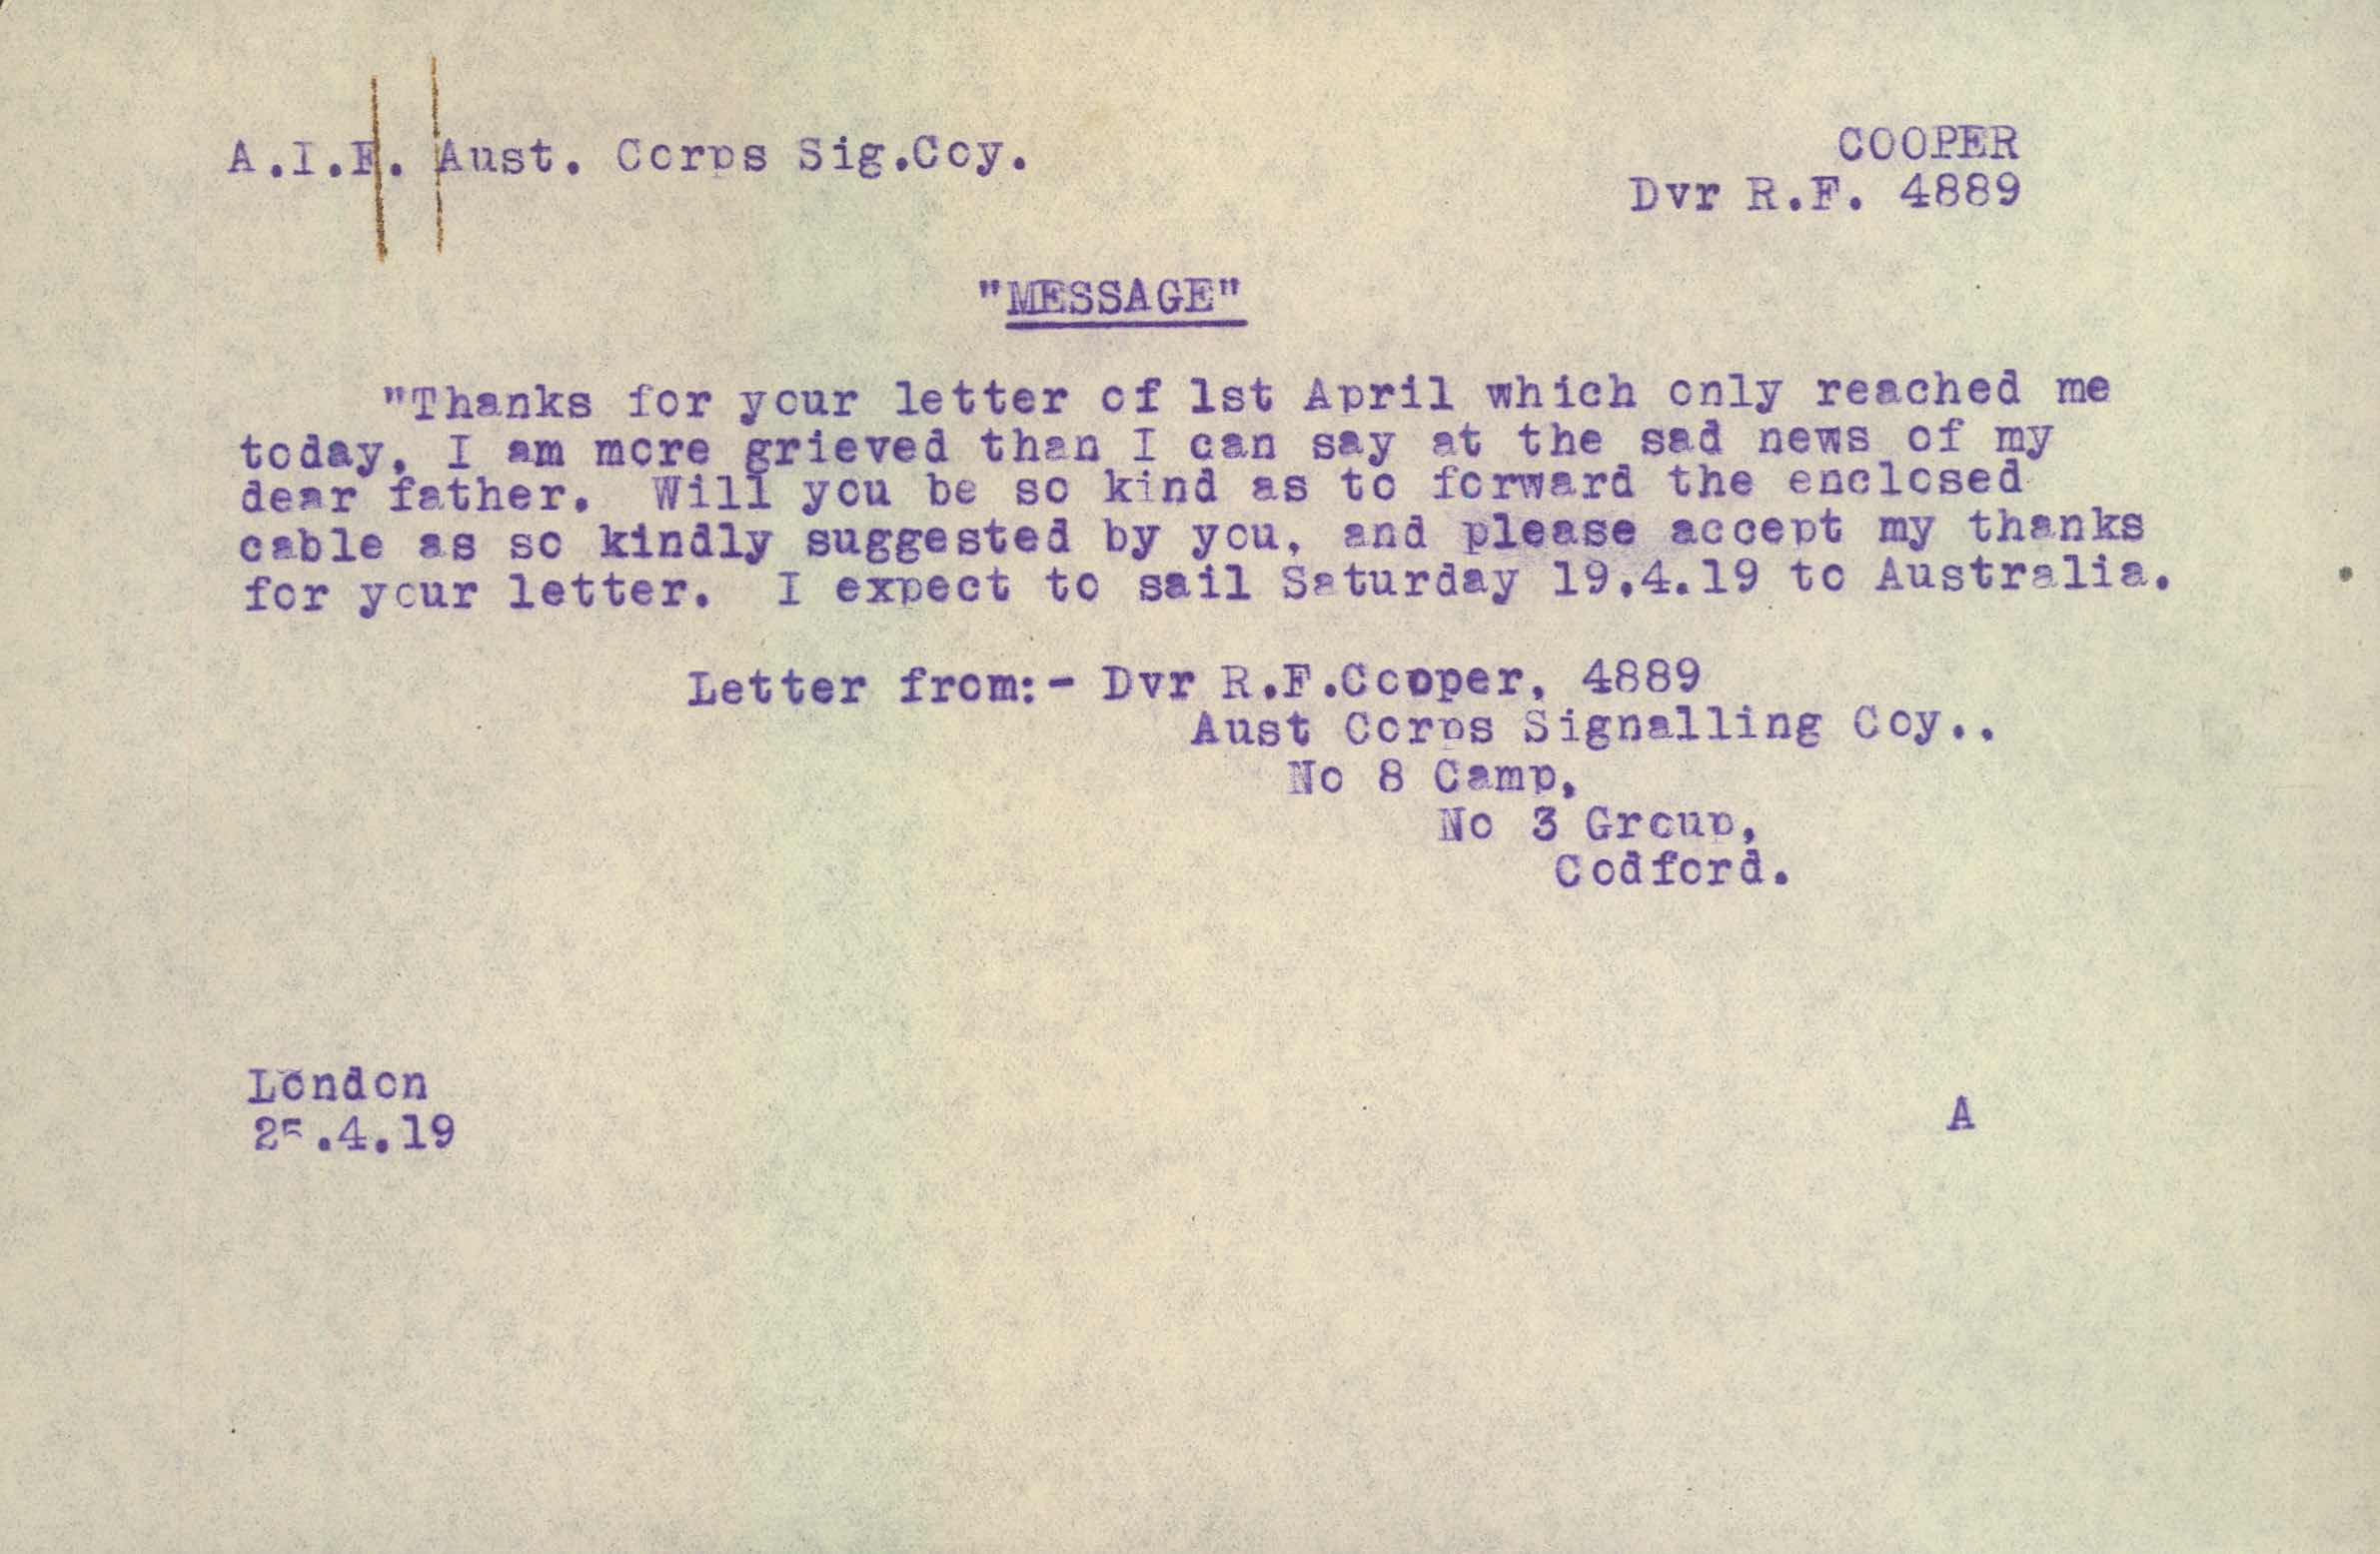 A.I.F. Aust. Corps Sig.Coy.
COOPER
Dvr R.F. 4889
"MESSAGE"
"Thanks for your letter of 1st April which only reached me
today, I am more grieved than I can say at the sad news of my
dear father. Will you be so kind as to forward the enclosed
cable as so kindly suggested by you, and please accept my thanks
for your letter. I expect to sail Saturday 19.4.19 to Australia.
Letter from:- Dvr R.F.Cooper, 4889
Aust Corps Signalling Coy..
No 8 Camp,
No 3 Group,
Codford.
London
25.4.19
A